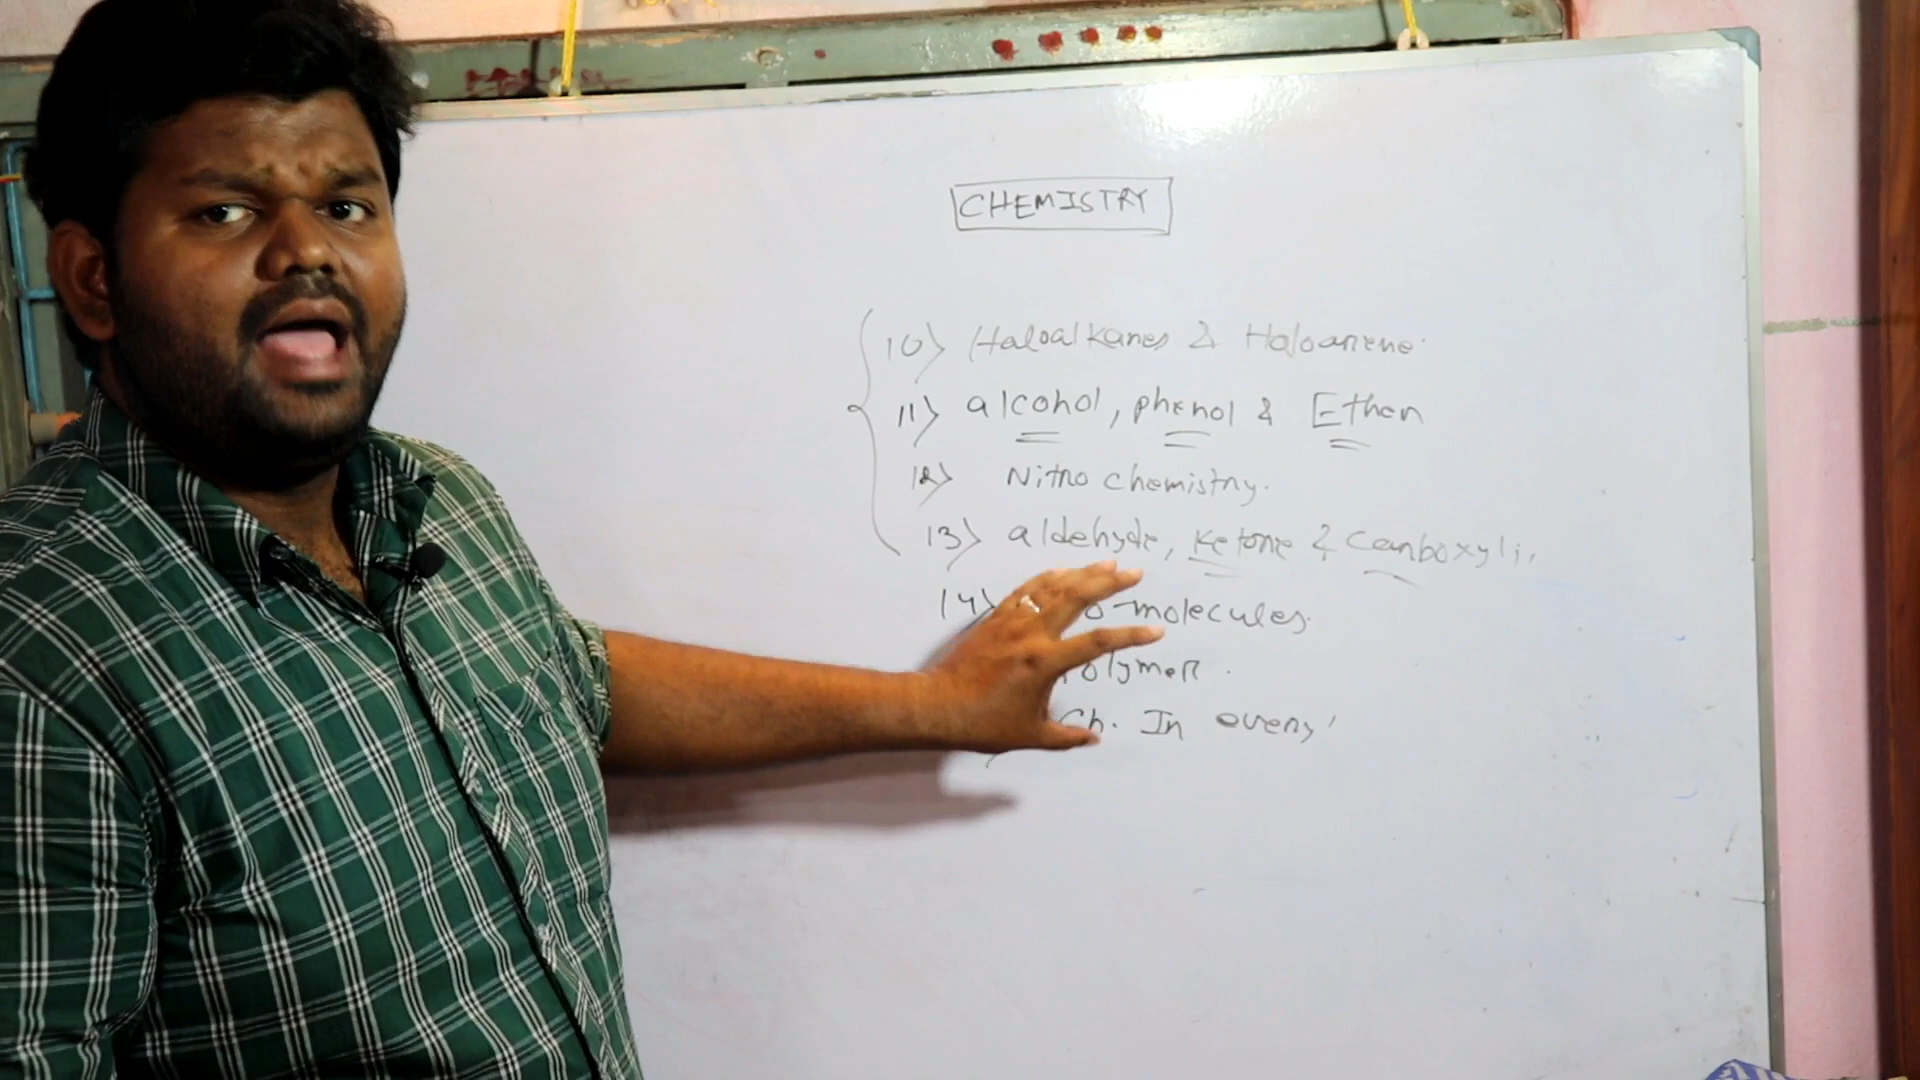 CHEMISTRY
10) Haloalkanes & Haloarene.
11) alcohol, phenol & Ether
12) Nitro chemistry.
13) aldehyde, ketone & Carboxyli,
14) o-molecules.
olymer.
Ch. In every'